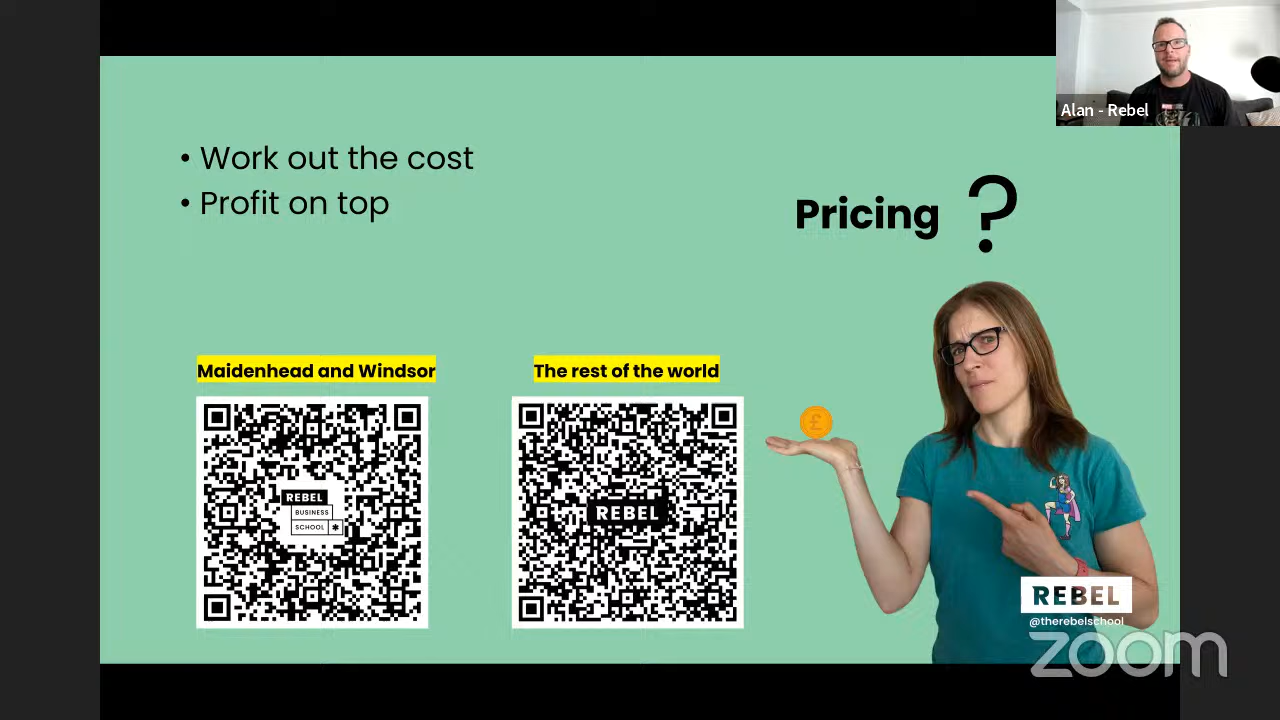 Alan - Rebel
• Work out the cost
• Profit on top
Pricing ?
Maidenhead and Windsor
The rest of the world
REBEL
BUSINESS
SCHOOL *
REBEL
£
REBEL
@therebelschool
zoom